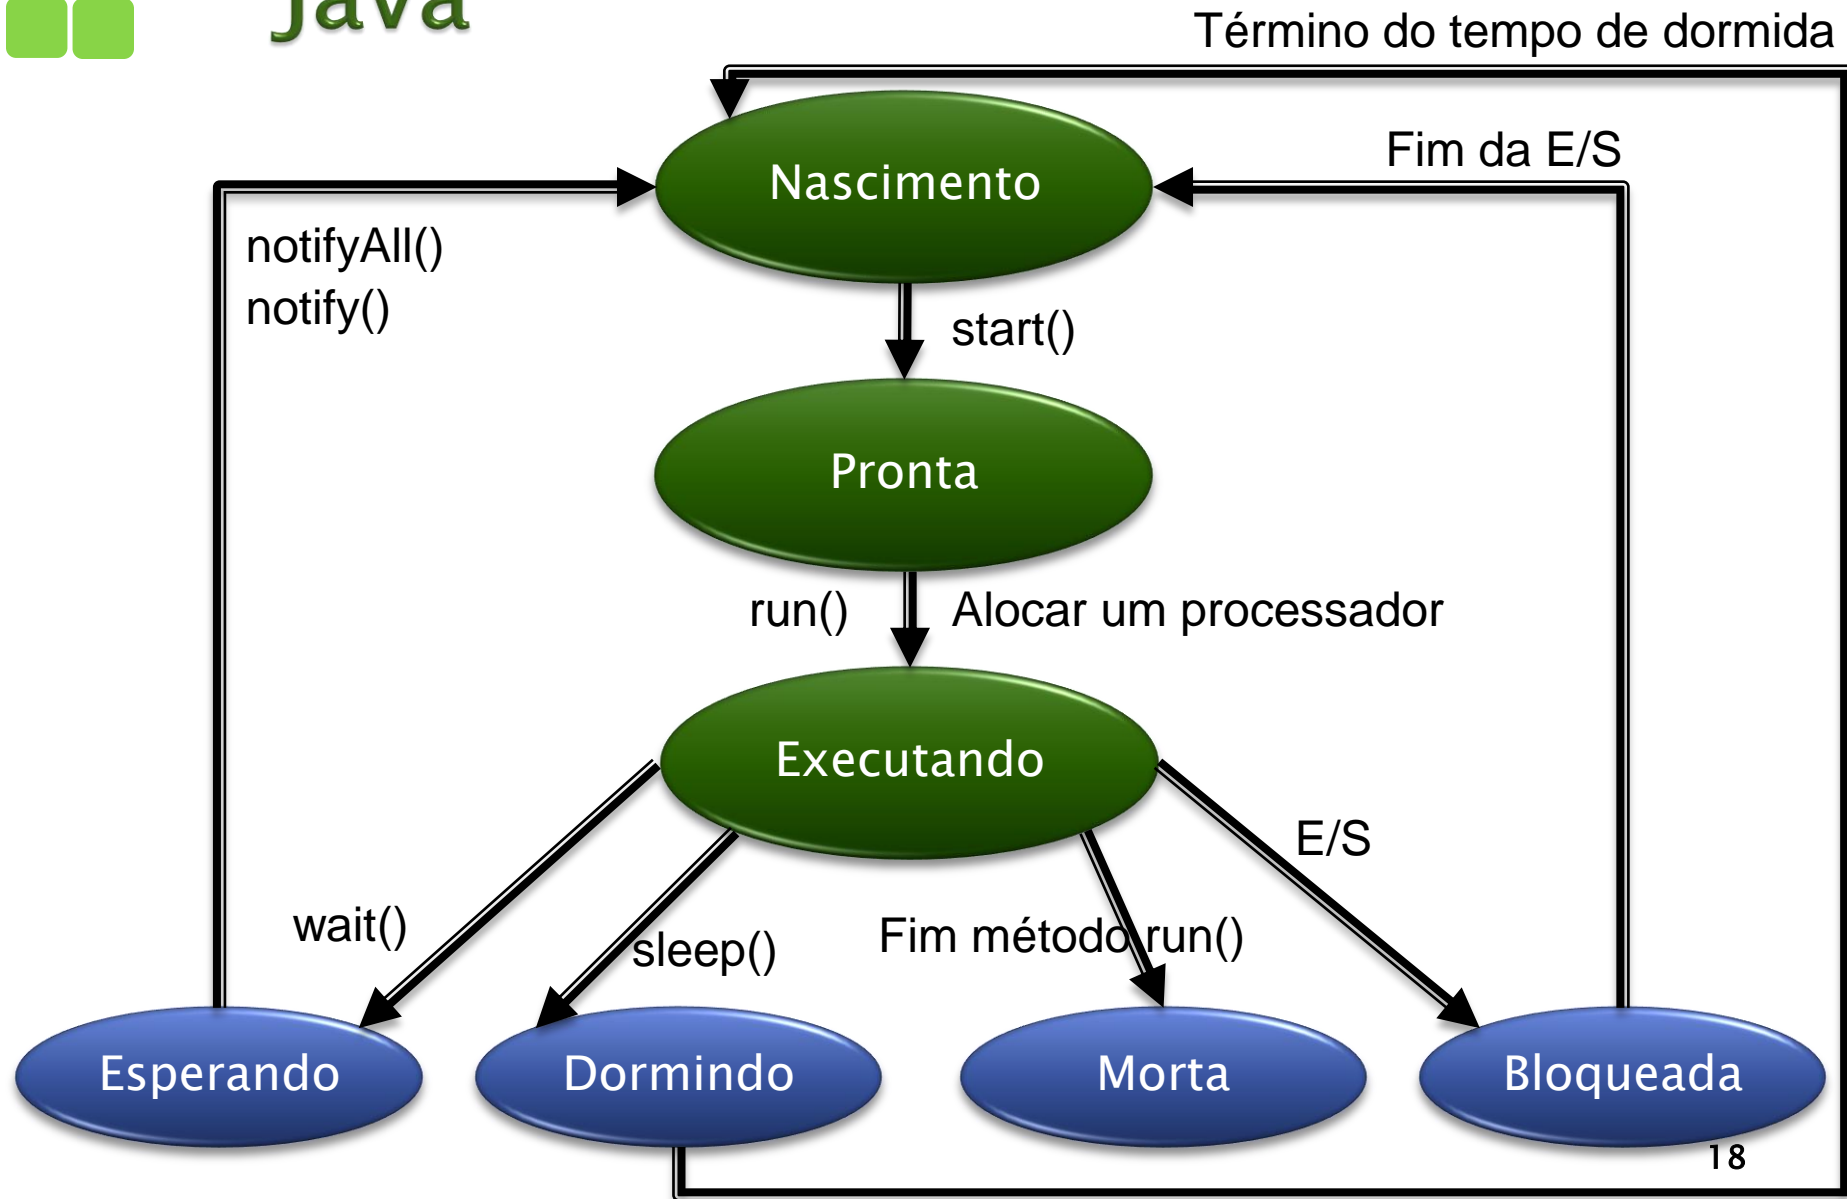 Java
Término do tempo de dormida
Fim da E/S
Nascimento
notifyAll()
notify()
start()
Pronta
run()
Alocar um processador
Executando
E/S
wait()
sleep()
Fim método run()
Esperando
Dormindo
Morta
Bloqueada
18